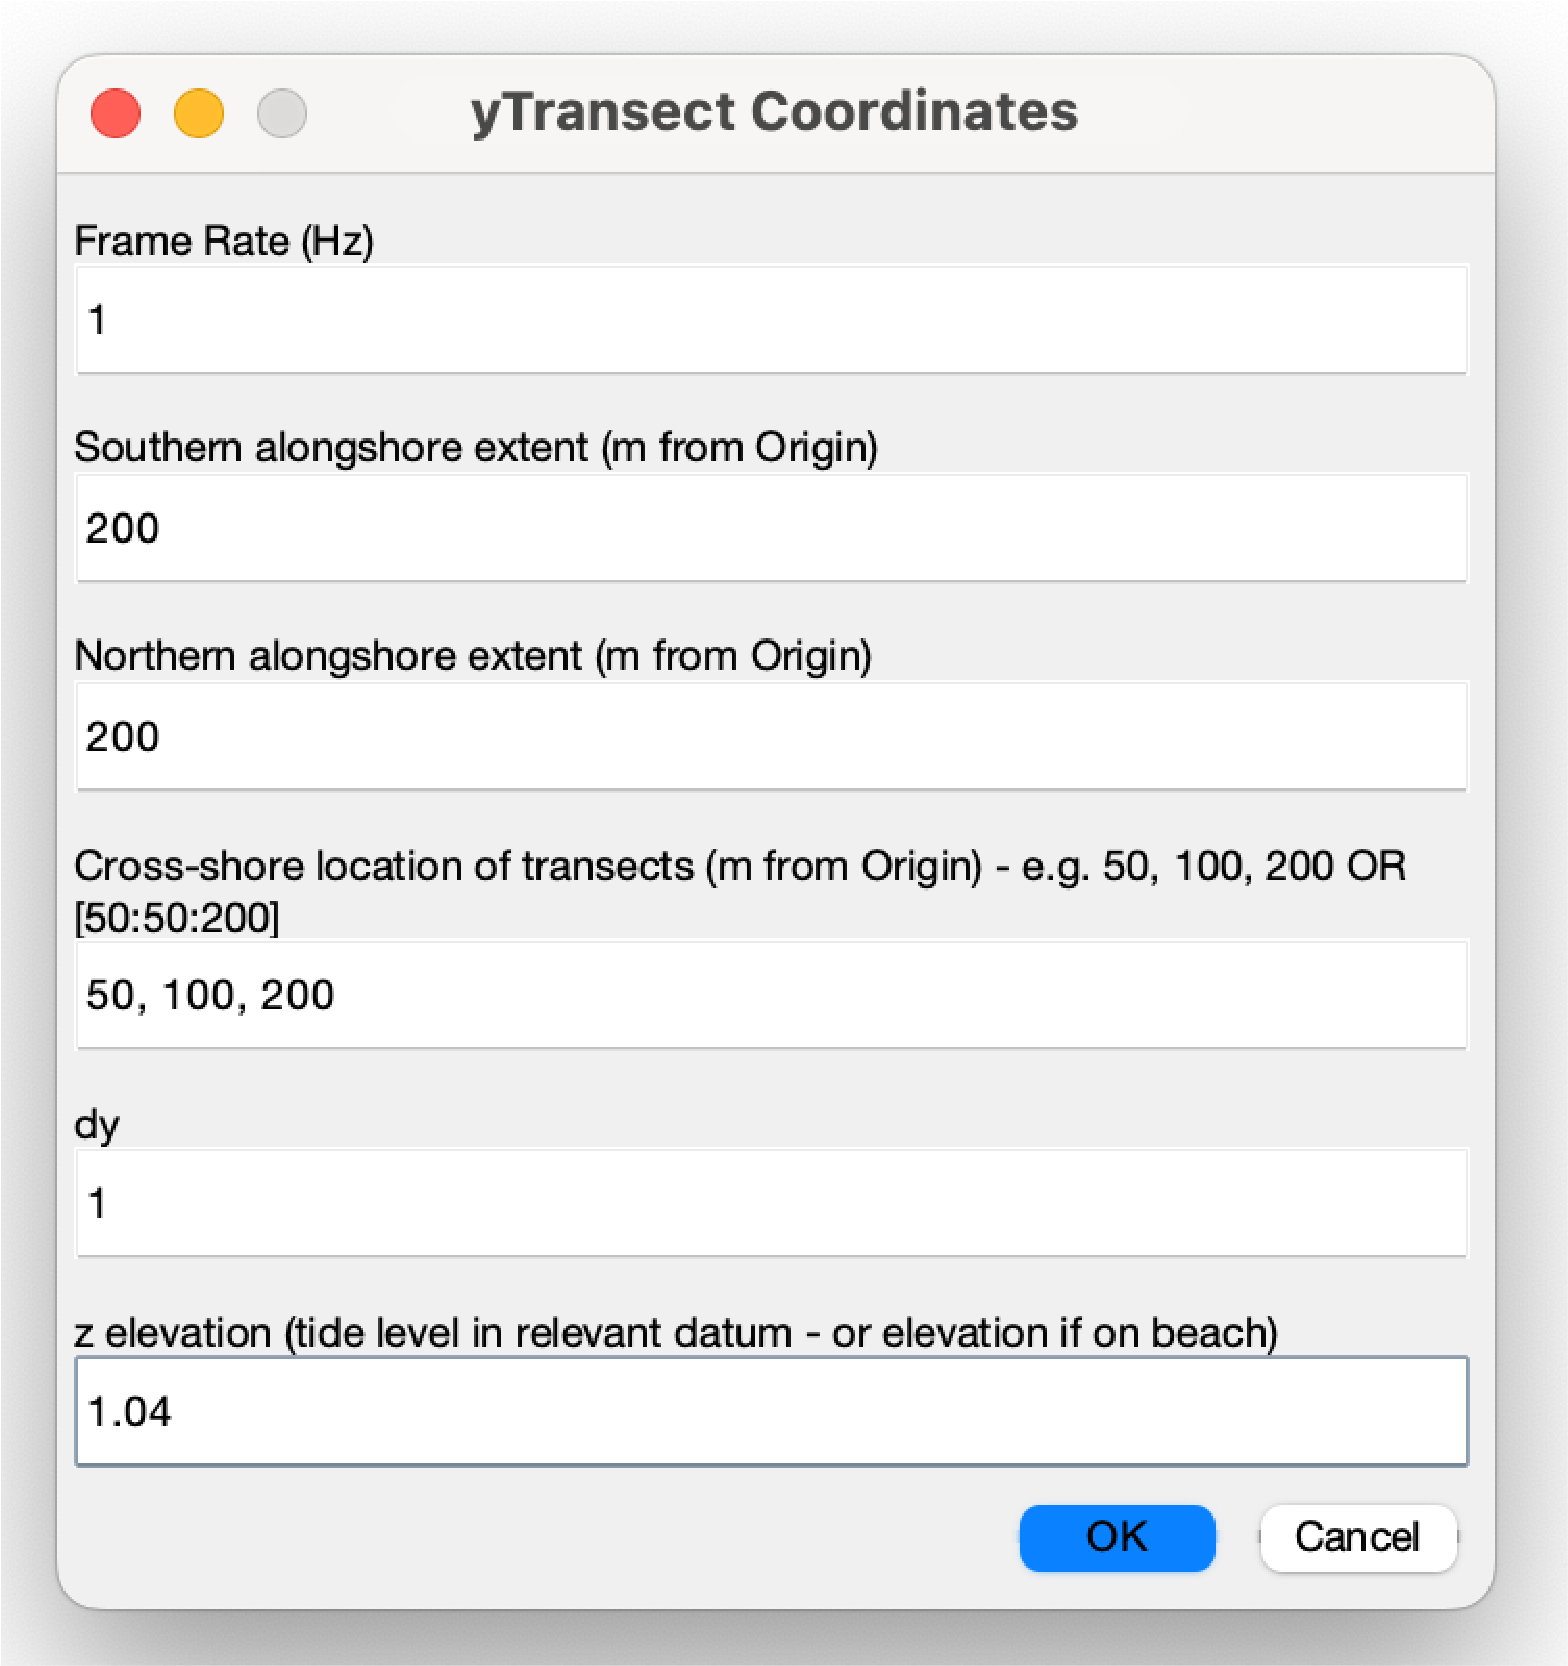 yTransect Coordinates
Frame Rate (Hz)
1
Southern alongshore extent (m from Origin)
200
Northern alongshore extent (m from Origin)
200
Cross-shore location of transects (m from Origin) - e.g. 50, 100, 200 OR
[50:50:200]
50, 100, 200
dy
1
z elevation (tide level in relevant datum - or elevation if on beach)
1.04
OK Cancel